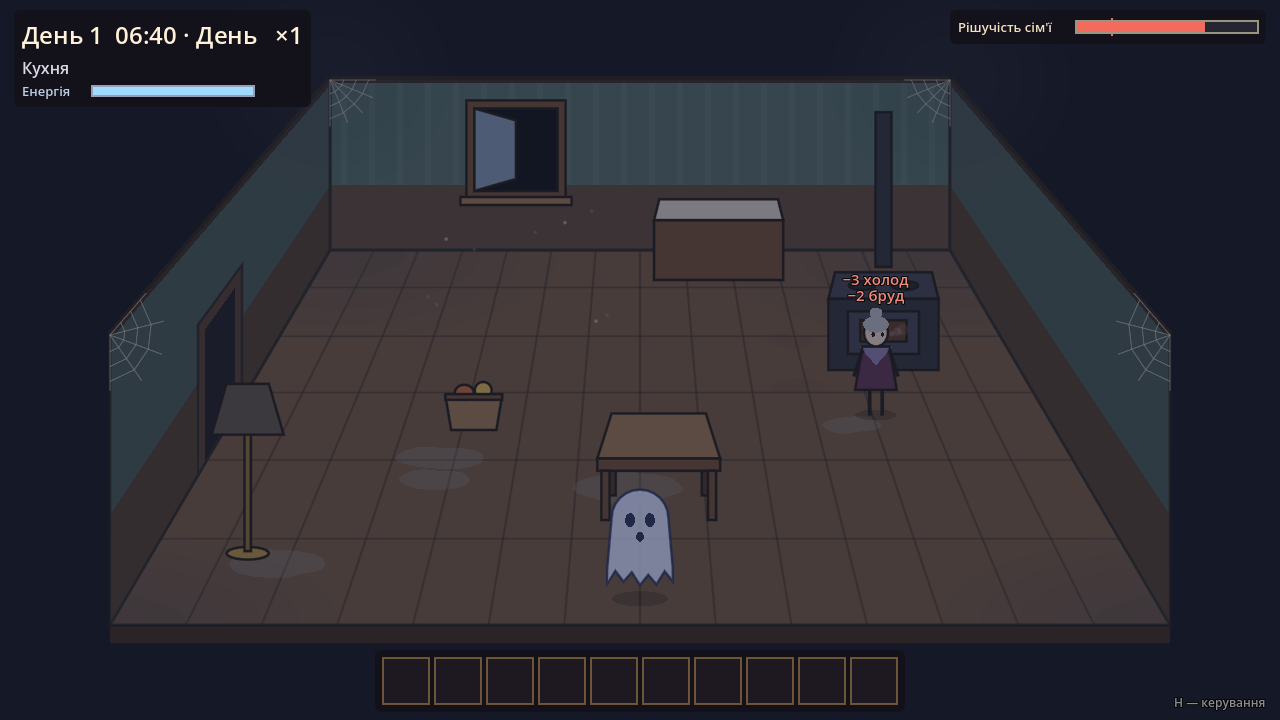 День 1 06:40 · День ×1
Кухня
Енергія
Рішучість сім'ї
−3 холод
−2 бруд
Н — керування